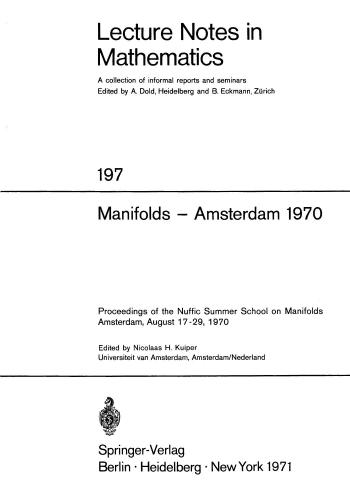 Lecture Notes in
Mathematics
A collection of informal reports and seminars
Edited by A. Dold, Heidelberg and B. Eckmann, Zürich
197
Manifolds – Amsterdam 1970
Proceedings of the Nuffic Summer School on Manifolds
Amsterdam, August 17-29, 1970
Edited by Nicolaas H. Kuiper
Universiteit van Amsterdam, Amsterdam/Nederland
Springer-Verlag
Berlin · Heidelberg · New York 1971